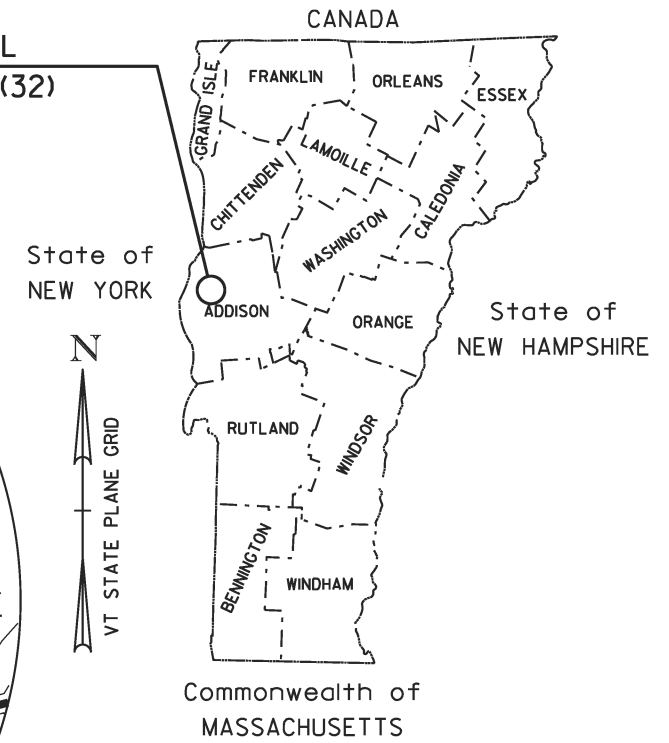 CANADA
L
(32)
FRANKLIN
ORLEANS
ESSEX
GRAND ISLE
LAMOILLE
CHITTENDEN
CALEDONIA
WASHINGTON
State of
NEW YORK
ADDISON
ORANGE
State of
NEW HAMPSHIRE
N
VT STATE PLANE GRID
RUTLAND
WINDSOR
BENNINGTON
WINDHAM
Commonwealth of
MASSACHUSETTS